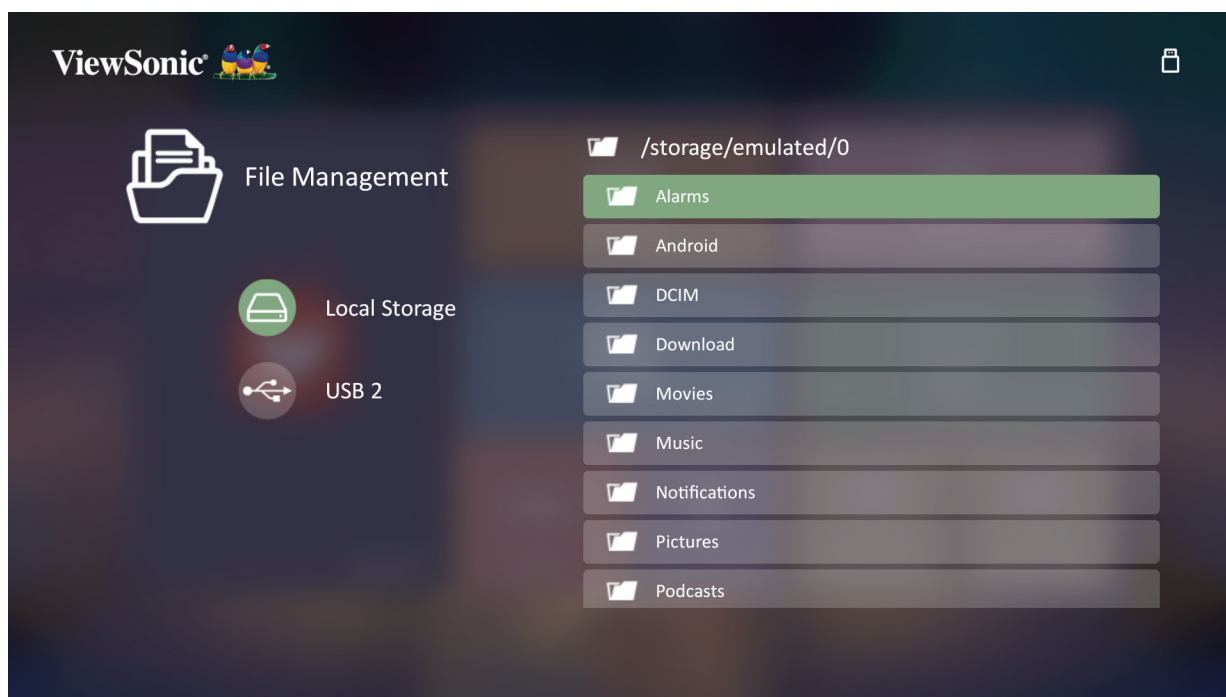 ViewSonic®
File Management
Local Storage
USB 2
/storage/emulated/0
Alarms
Android
DCIM
Download
Movies
Music
Notifications
Pictures
Podcasts